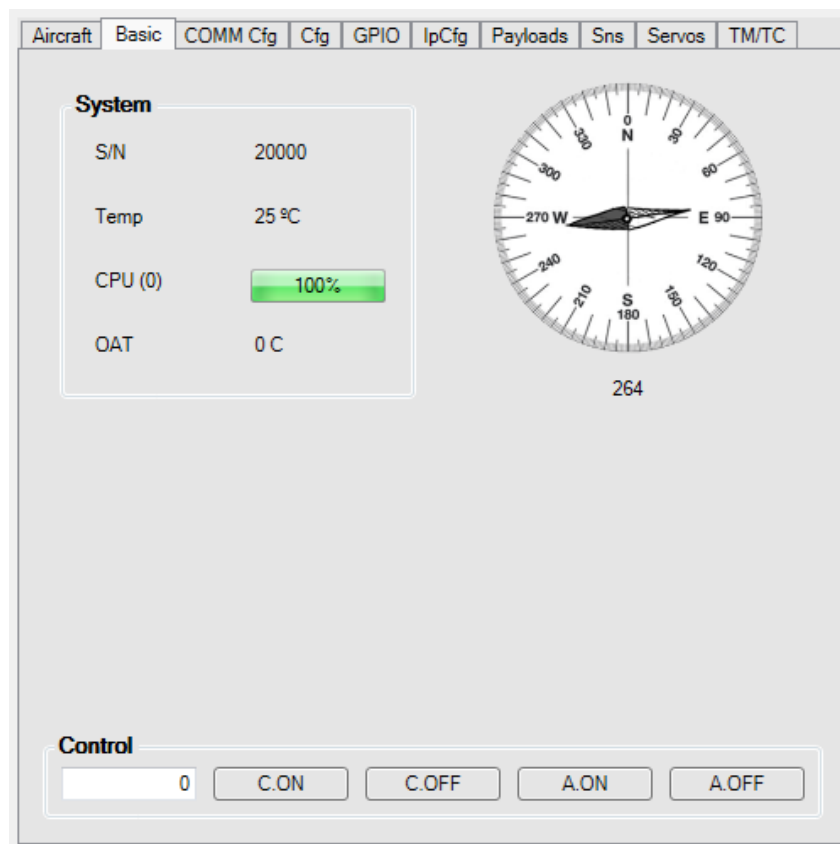 Aircraft Basic COMM Cfg Cfg GPIO IpCfg Payloads Sns Servos TM/TC
System
S/N 20000
Temp 25 ºC
CPU (0) 100%
OAT 0 C
0
N
30
60
E 90
120
150
S
180
210
240
270 W
300
330
264
Control
0 C.ON C.OFF A.ON A.OFF